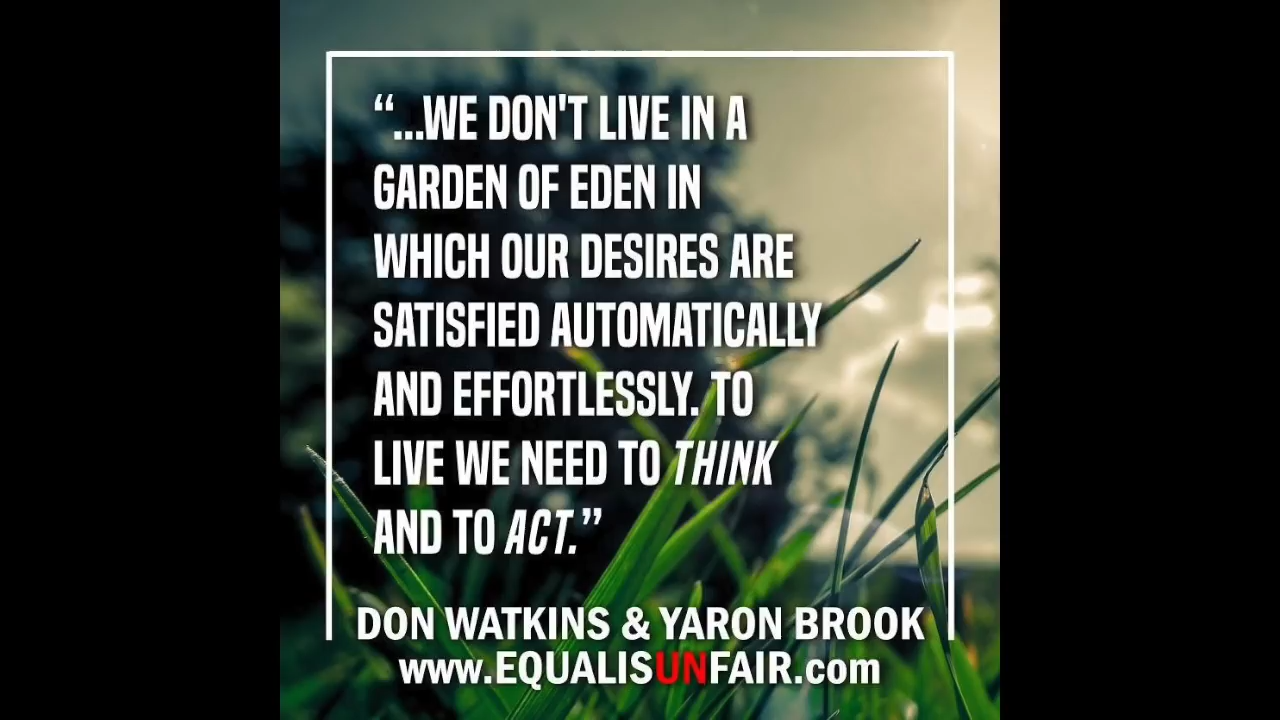 “...WE DON'T LIVE IN A
GARDEN OF EDEN IN
WHICH OUR DESIRES ARE
SATISFIED AUTOMATICALLY
AND EFFORTLESSLY. TO
LIVE WE NEED TO THINK
AND TO ACT.”
DON WATKINS & YARON BROOK
www.EQUALISUNFAIR.com